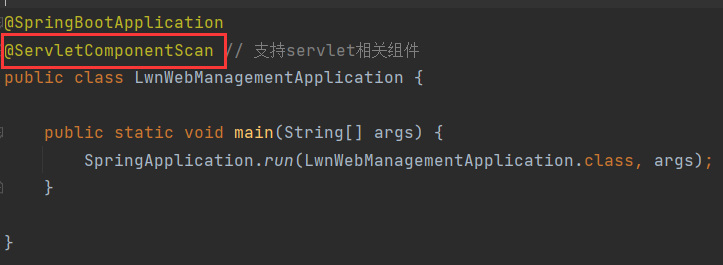 @SpringBootApplication
@ServletComponentScan // 支持servlet相关组件
public class LwnWebManagementApplication {
public static void main(String[] args) {
SpringApplication.run(LwnWebManagementApplication.class, args);
}
}